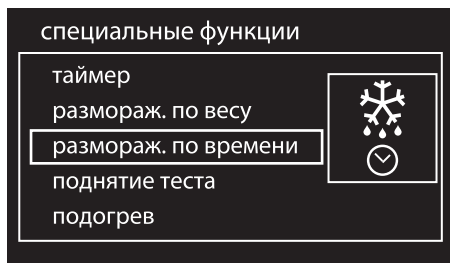 специальные функции
таймер
размораж. по весу
размораж. по времени
поднятие теста
подогрев